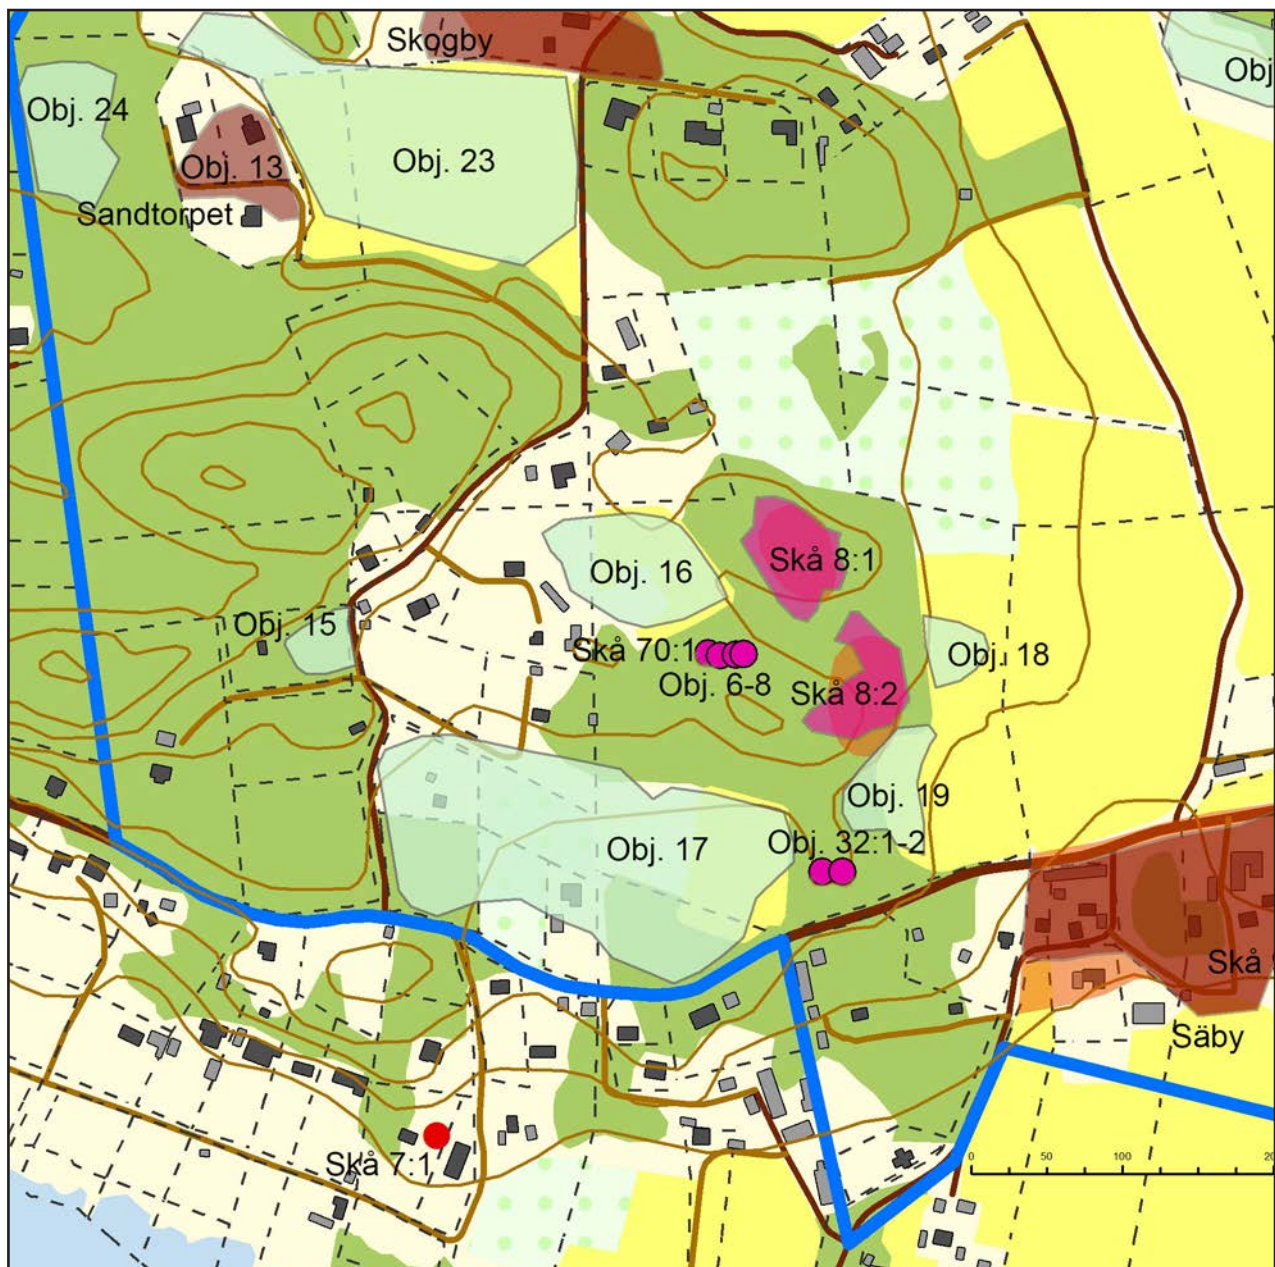 Skogby
Obj
Obj. 24
Obj. 23
Obj. 13
Sandtorpet
Skå 8:1
Obj. 16
Obj. 15
Skå 70:1
Obj. 18
Obj. 6-8
Skå 8:2
Obj. 19
Obj. 32:1-2
Obj. 17
Skå
Säby
Skå 7:1
0 50 100 20